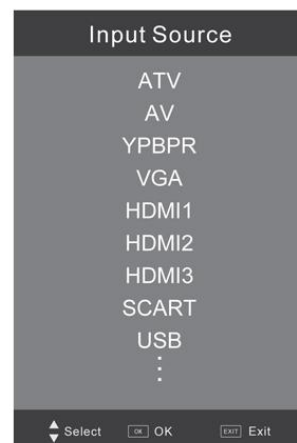 Input Source
ATV
AV
YPBPR
VGA
HDMI1
HDMI2
HDMI3
SCART
USB
⋮
Select OK OK EXIT Exit